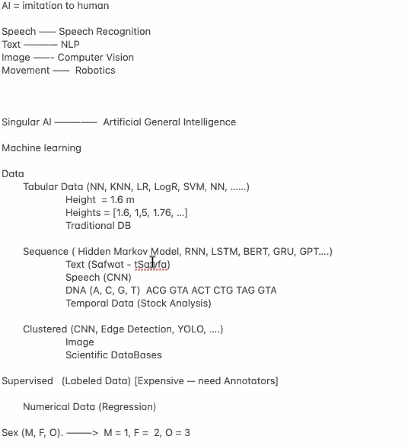 AI = imitation to human
Speech —— Speech Recognition
Text ——— NLP
Image —— Computer Vision
Movement —— Robotics
Singular AI ———— Artificial General Intelligence
Machine learning
Data
Tabular Data (NN, KNN, LR, LogR, SVM, NN, ......)
Height = 1.6 m
Heights = [1.6, 1,5, 1.76, ...]
Traditional DB
Sequence ( Hidden Markov Model, RNN, LSTM, BERT, GRU, GPT....)
Text (Safwat -
Speech (CNN)
DNA (A, C, G, T) ACG GTA ACT CTG TAG GTA
Temporal Data (Stock Analysis)
Clustered (CNN, Edge Detection, YOLO, ....)
Image
Scientific DataBases
Supervised (Labeled Data) [Expensive — need Annotators]
Numerical Data (Regression)
Sex (M, F, O). ———> M = 1, F = 2, O = 3